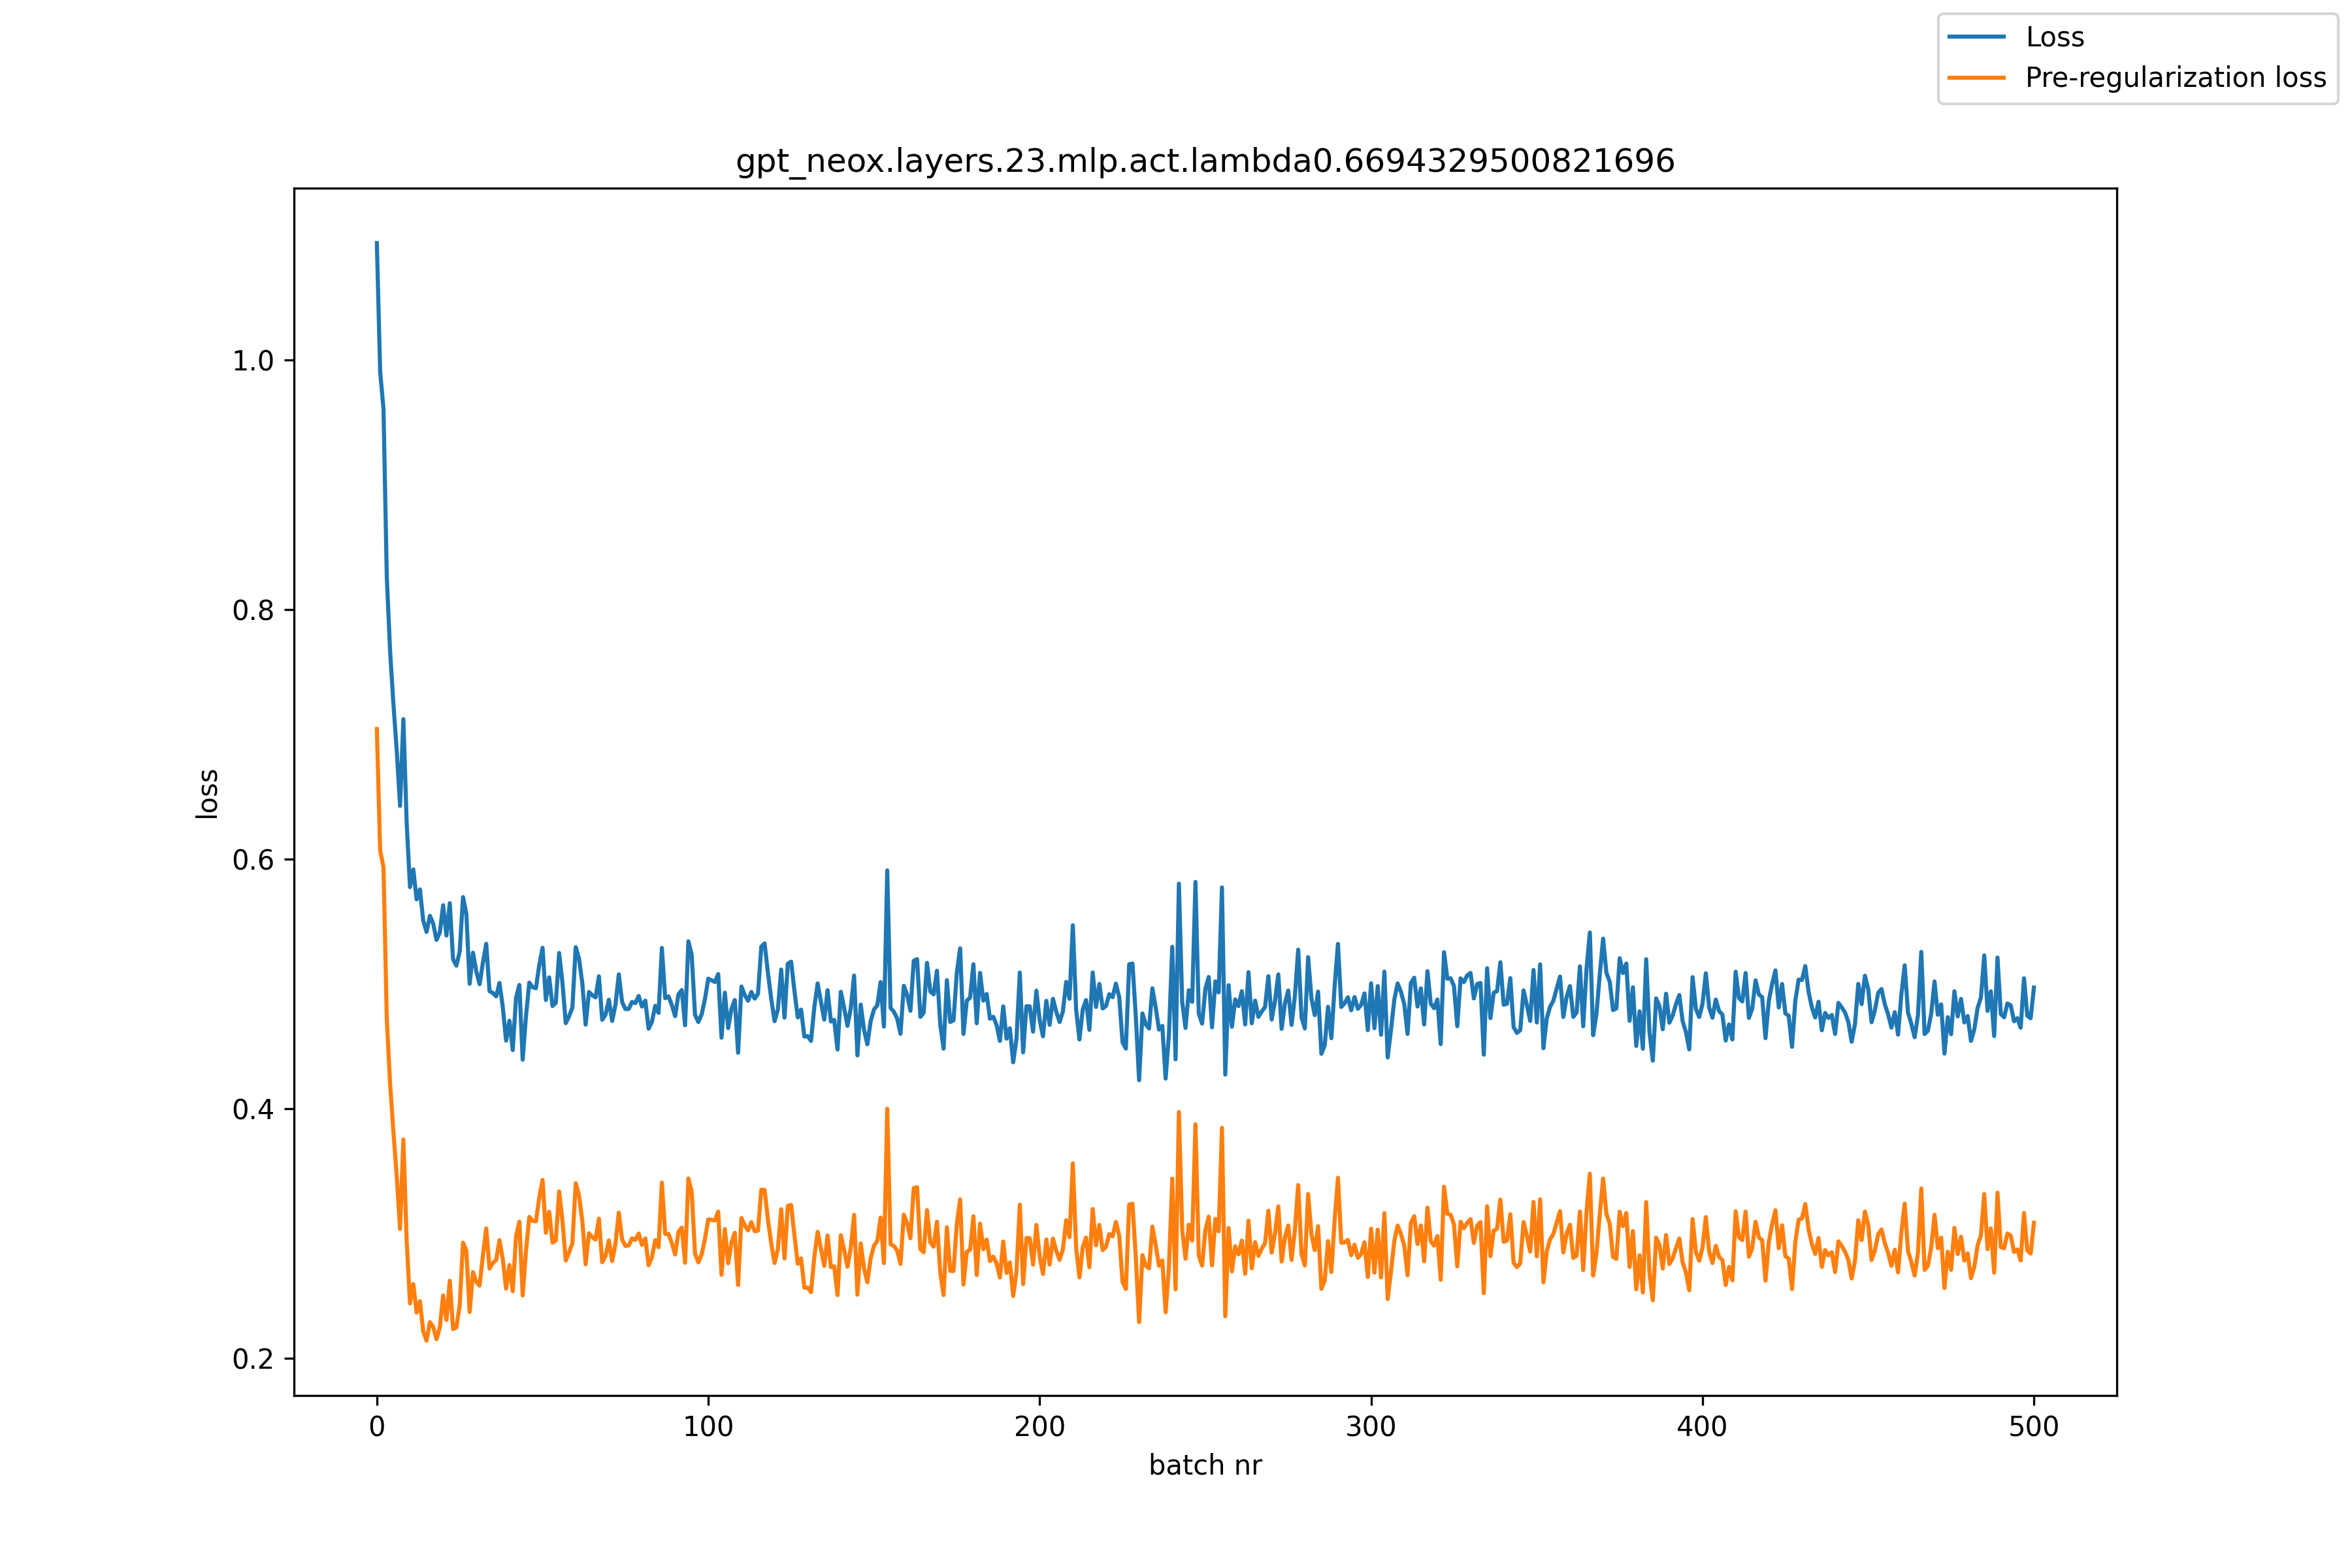 Loss
Pre-regularization loss
gpt_neox.layers.23.mlp.act.lambda0.6694329500821696
1.0
0.8
0.6
0.4
0.2
loss
0 100 200 300 400 500
batch nr